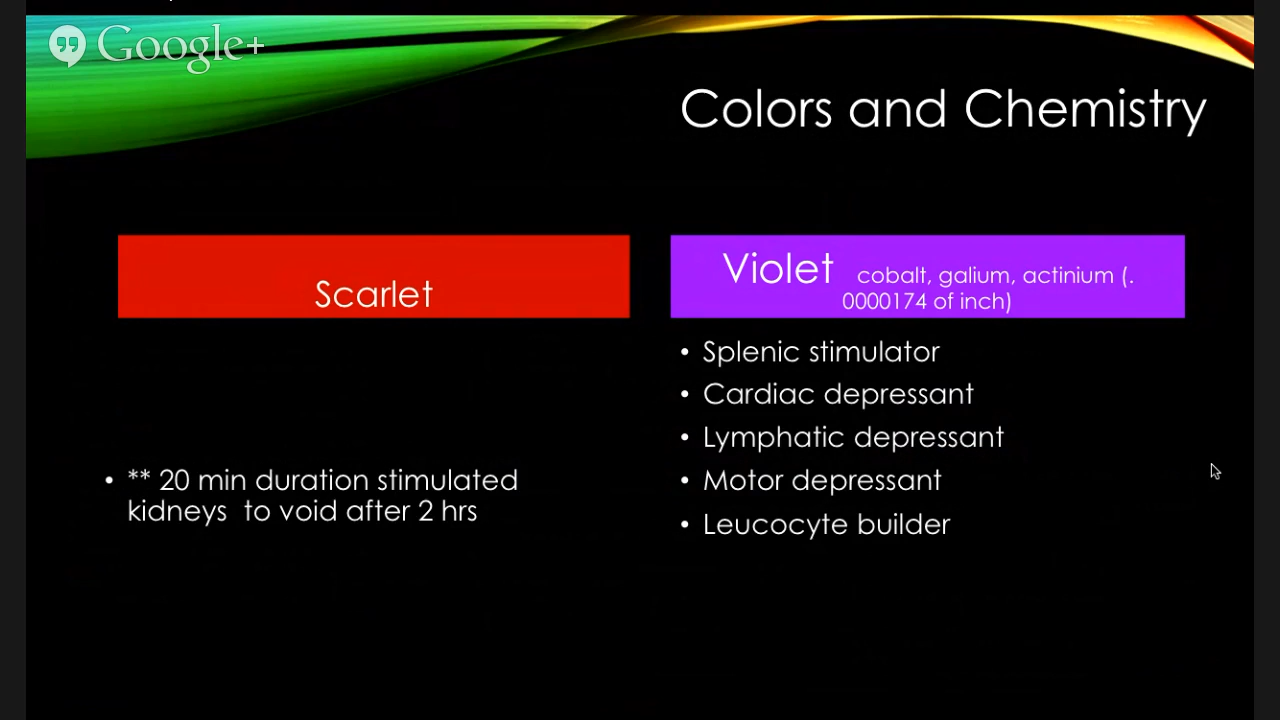 Google+
Colors and Chemistry
Scarlet
Violet cobalt, galium, actinium (.
0000174 of inch)
• ** 20 min duration stimulated
kidneys to void after 2 hrs
• Splenic stimulator
• Cardiac depressant
• Lymphatic depressant
• Motor depressant
• Leucocyte builder